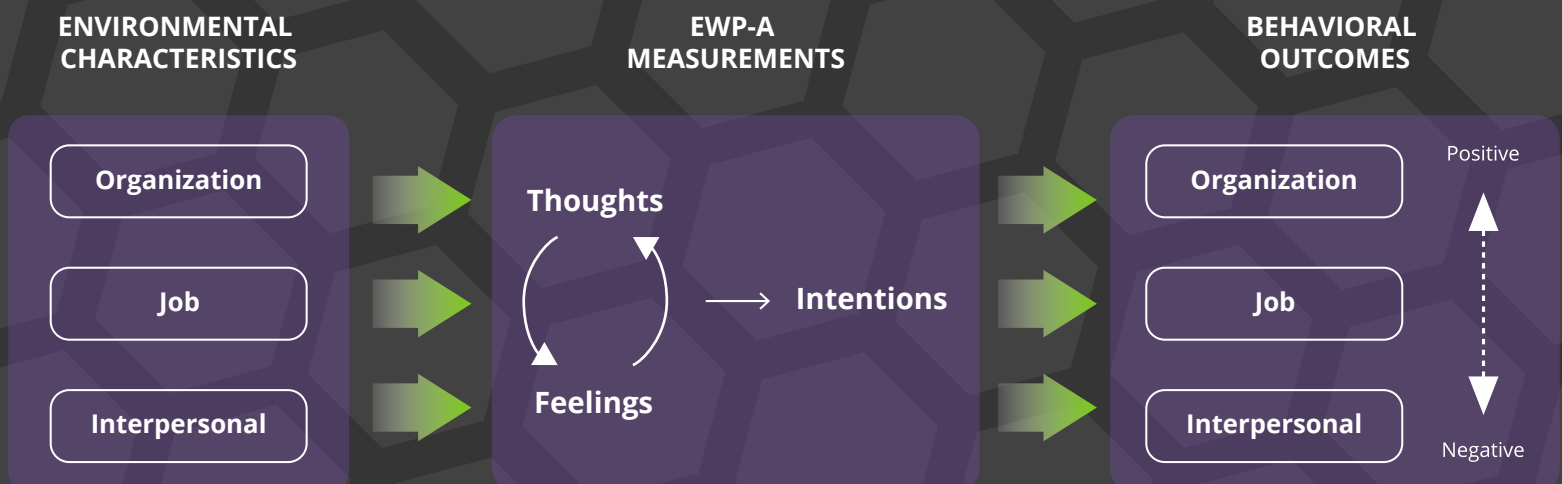 ENVIRONMENTAL
CHARACTERISTICS
Organization
Job
Interpersonal
EWP-A
MEASUREMENTS
Thoughts
Intentions
Feelings
BEHAVIORAL
OUTCOMES
Organization
Job
Interpersonal
Positive
Negative